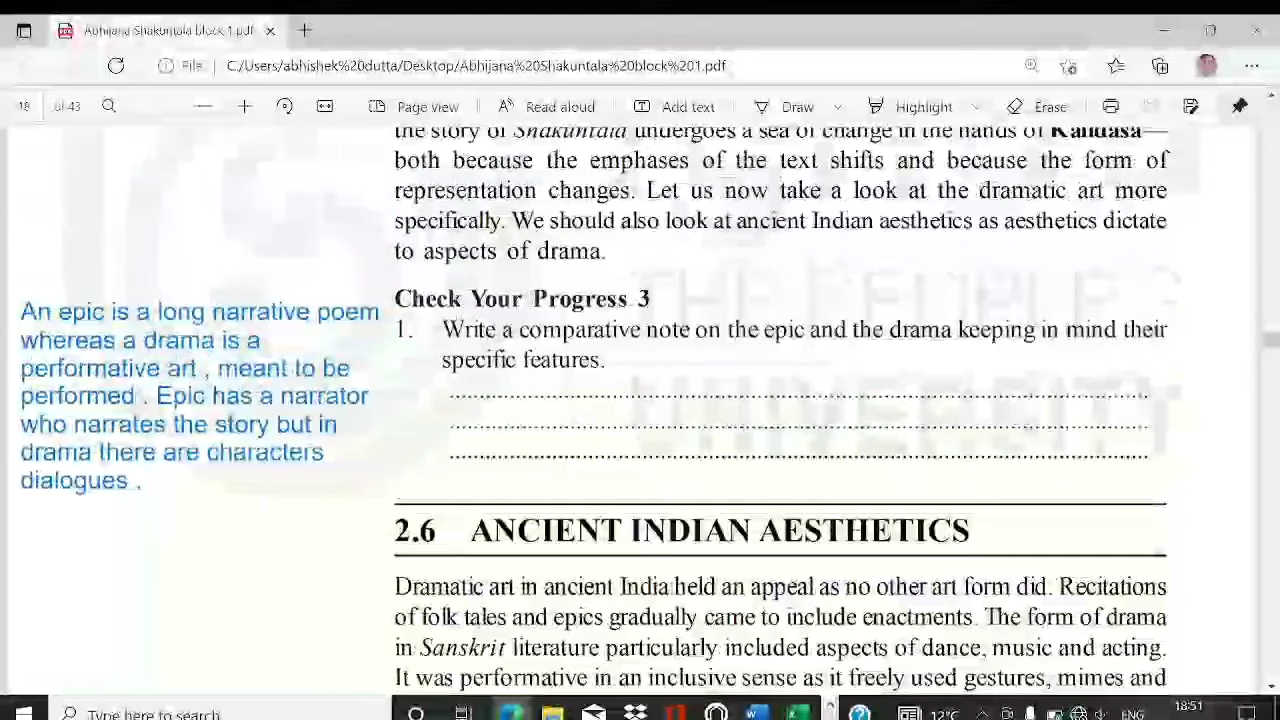 Abhijana Shakuntala Block 1.pdf
File
C:/Users/abhishek%20dutta/Desktop/Abhijana%20Shakuntala%20block%201.pdf
18 of 43 Page view Read aloud Add text Draw Highlight Erase
the story of Shakuntala undergoes a sea of change in the hands of Kalidasa—
both because the emphases of the text shifts and because the form of
representation changes. Let us now take a look at the dramatic art more
specifically. We should also look at ancient Indian aesthetics as aesthetics dictate
to aspects of drama.
An epic is a long narrative poem
whereas a drama is a
performative art , meant to be
performed . Epic has a narrator
who narrates the story but in
drama there are characters
dialogues .
Check Your Progress 3
1. Write a comparative note on the epic and the drama keeping in mind their
specific features.
THE PEOPLE'S
UNIVERSITY
2.6 ANCIENT INDIAN AESTHETICS
Dramatic art in ancient India held an appeal as no other art form did. Recitations
of folk tales and epics gradually came to include enactments. The form of drama
in Sanskrit literature particularly included aspects of dance, music and acting.
It was performative in an inclusive sense as it freely used gestures, mimes and
Type here to search
12°C
ENG
18:51